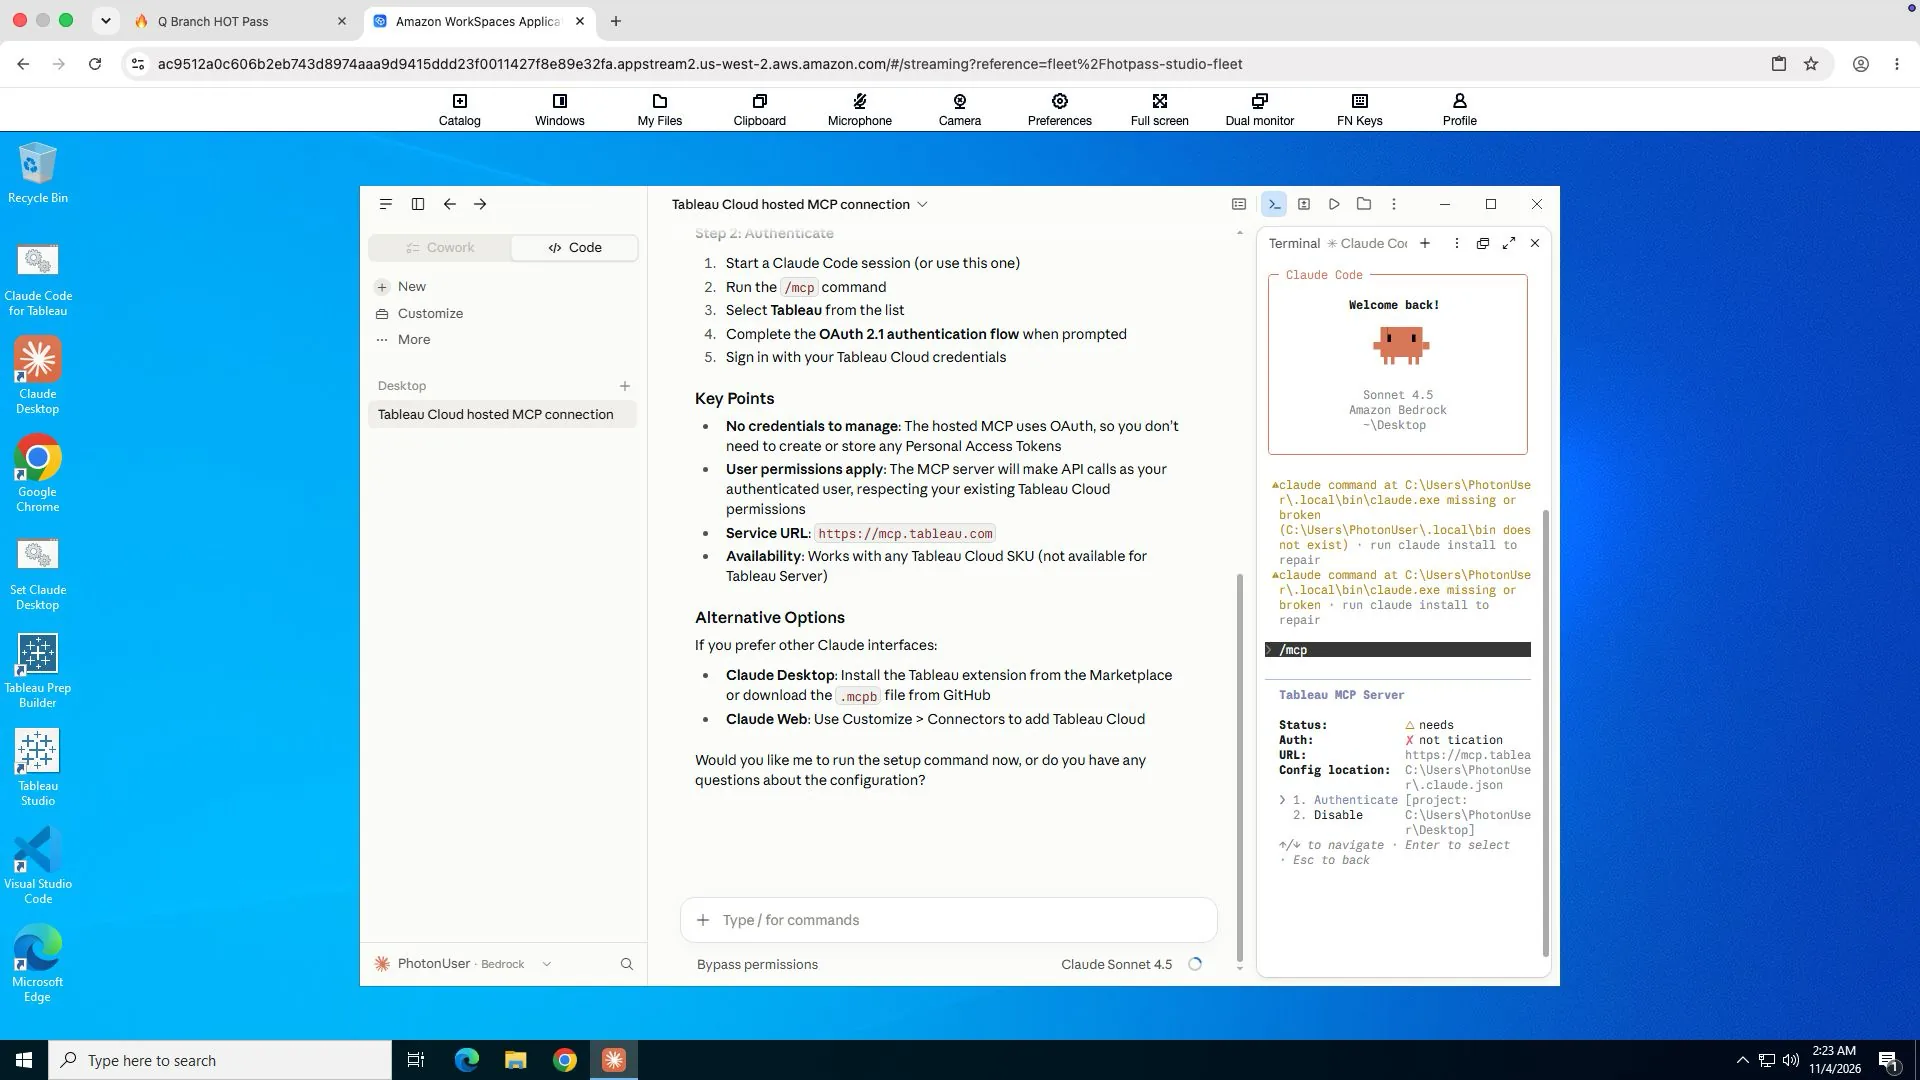 Q Branch HOT Pass
Amazon WorkSpaces Applica
ac9512a0c606b2eb743d8974aaa9d9415ddd23f0011427f8e89e32fa.appstream2.us-west-2.aws.amazon.com/#/streaming?reference=fleet%2Fhotpass-studio-fleet
Catalog
Windows
My Files
Clipboard
Microphone
Camera
Preferences
Full screen
Dual monitor
FN Keys
Profile
Recycle Bin
Claude Code
for Tableau
Claude
Desktop
Google
Chrome
Set Claude
Desktop
Tableau Prep
Builder
Tableau
Studio
Visual Studio
Code
Microsoft
Edge
Cowork
Code
New
Customize
More
Desktop
Tableau Cloud hosted MCP connection
PhotonUser · Bedrock
Tableau Cloud hosted MCP connection
Step 2: Authenticate
1. Start a Claude Code session (or use this one)
2. Run the /mcp command
3. Select Tableau from the list
4. Complete the OAuth 2.1 authentication flow when prompted
5. Sign in with your Tableau Cloud credentials
Key Points
• No credentials to manage: The hosted MCP uses OAuth, so you don't
need to create or store any Personal Access Tokens
• User permissions apply: The MCP server will make API calls as your
authenticated user, respecting your existing Tableau Cloud
permissions
• Service URL: https://mcp.tableau.com
• Availability: Works with any Tableau Cloud SKU (not available for
Tableau Server)
Alternative Options
If you prefer other Claude interfaces:
• Claude Desktop: Install the Tableau extension from the Marketplace
or download the .mcpb file from GitHub
• Claude Web: Use Customize > Connectors to add Tableau Cloud
Would you like me to run the setup command now, or do you have any
questions about the configuration?
Type / for commands
Bypass permissions
Claude Sonnet 4.5
Terminal
Claude Coc
Claude Code
Welcome back!
Sonnet 4.5
Amazon Bedrock
~\Desktop
claude command at C:\Users\PhotonUse
r\.local\bin\claude.exe missing or
broken
(C:\Users\PhotonUser\.local\bin does
not exist) · run claude install to
repair
claude command at C:\Users\PhotonUse
r\.local\bin\claude.exe missing or
broken · run claude install to
repair
> /mcp
Tableau MCP Server
Status: △ needs
Auth: ✗ not tication
URL: https://mcp.tablea
Config location: C:\Users\PhotonUse
r\.claude.json
❯ 1. Authenticate [project:
2. Disable C:\Users\PhotonUse
r\Desktop]
↑/↓ to navigate · Enter to select
· Esc to back
Type here to search
2:23 AM
11/4/2026
1